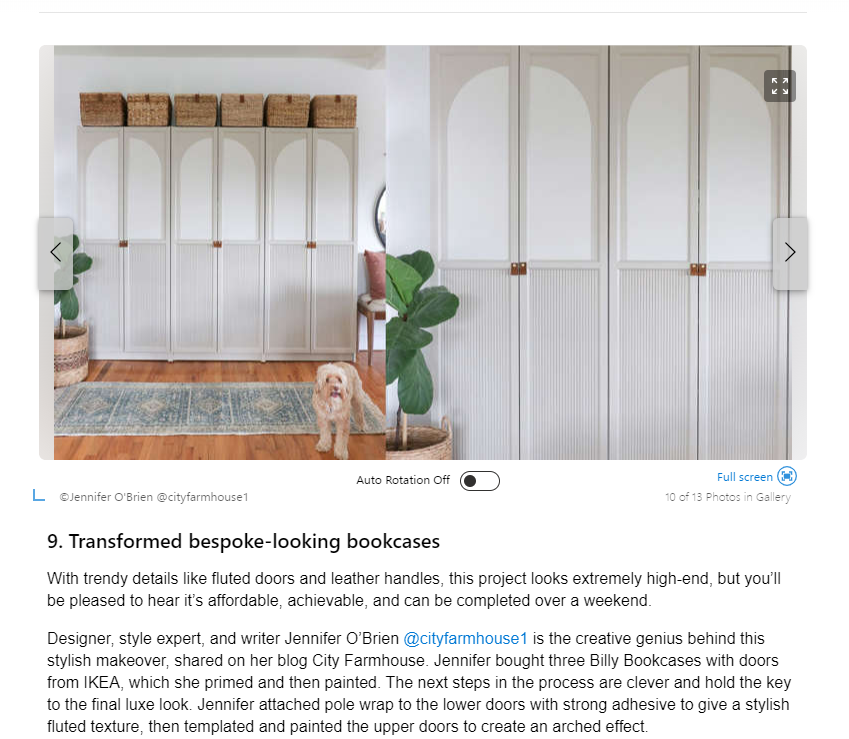 Auto Rotation Off
Full screen
©Jennifer O'Brien @cityfarmhouse1
10 of 13 Photos in Gallery
9. Transformed bespoke-looking bookcases
With trendy details like fluted doors and leather handles, this project looks extremely high-end, but you’ll
be pleased to hear it’s affordable, achievable, and can be completed over a weekend.
Designer, style expert, and writer Jennifer O’Brien @cityfarmhouse1 is the creative genius behind this
stylish makeover, shared on her blog City Farmhouse. Jennifer bought three Billy Bookcases with doors
from IKEA, which she primed and then painted. The next steps in the process are clever and hold the key
to the final luxe look. Jennifer attached pole wrap to the lower doors with strong adhesive to give a stylish
fluted texture, then templated and painted the upper doors to create an arched effect.